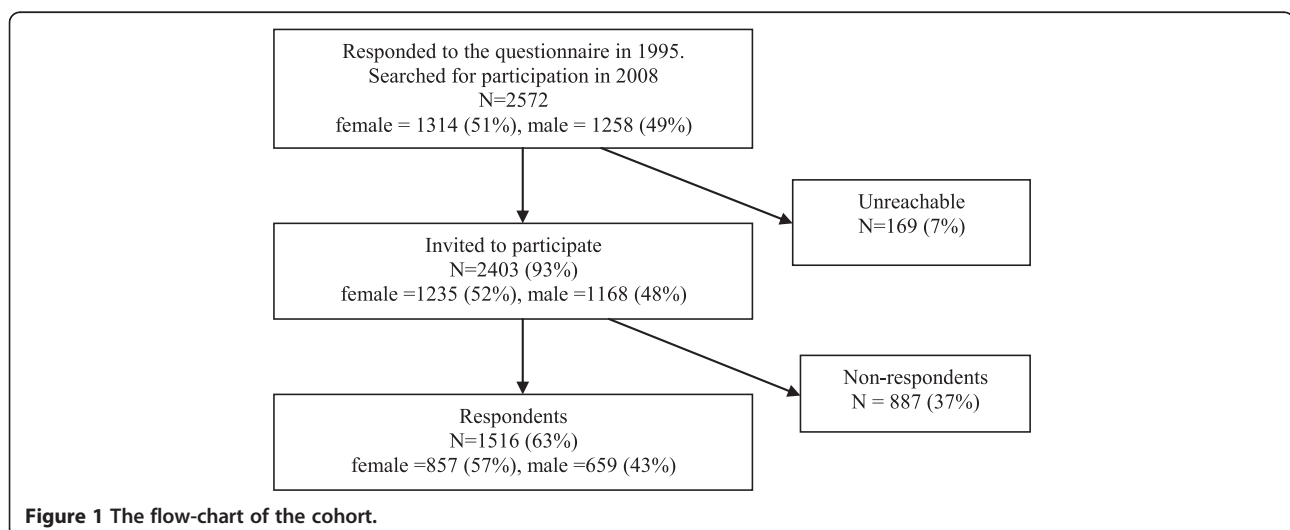 Responded to the questionnaire in 1995.
Searched for participation in 2008
N=2572
female = 1314 (51%), male = 1258 (49%)
Unreachable
N=169 (7%)
Invited to participate
N=2403 (93%)
female =1235 (52%), male =1168 (48%)
Non-respondents
N = 887 (37%)
Respondents
N=1516 (63%)
female =857 (57%), male =659 (43%)
Figure 1 The flow-chart of the cohort.